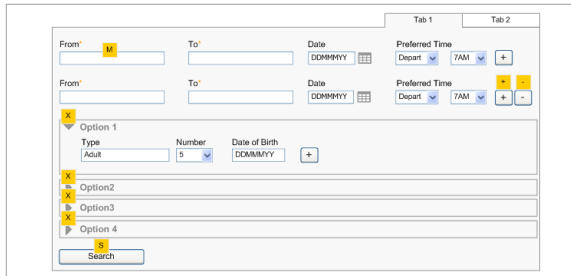 Tab 1 Tab 2
From* To* Date Preferred Time
M
DDMMMYY Depart 7AM +
From* To* Date Preferred Time
+ -
DDMMMYY Depart 7AM + -
X
Option 1
Type Number Date of Birth
Adult 5 DDMMMYY +
X
Option2
X
Option3
X
Option 4
S
Search